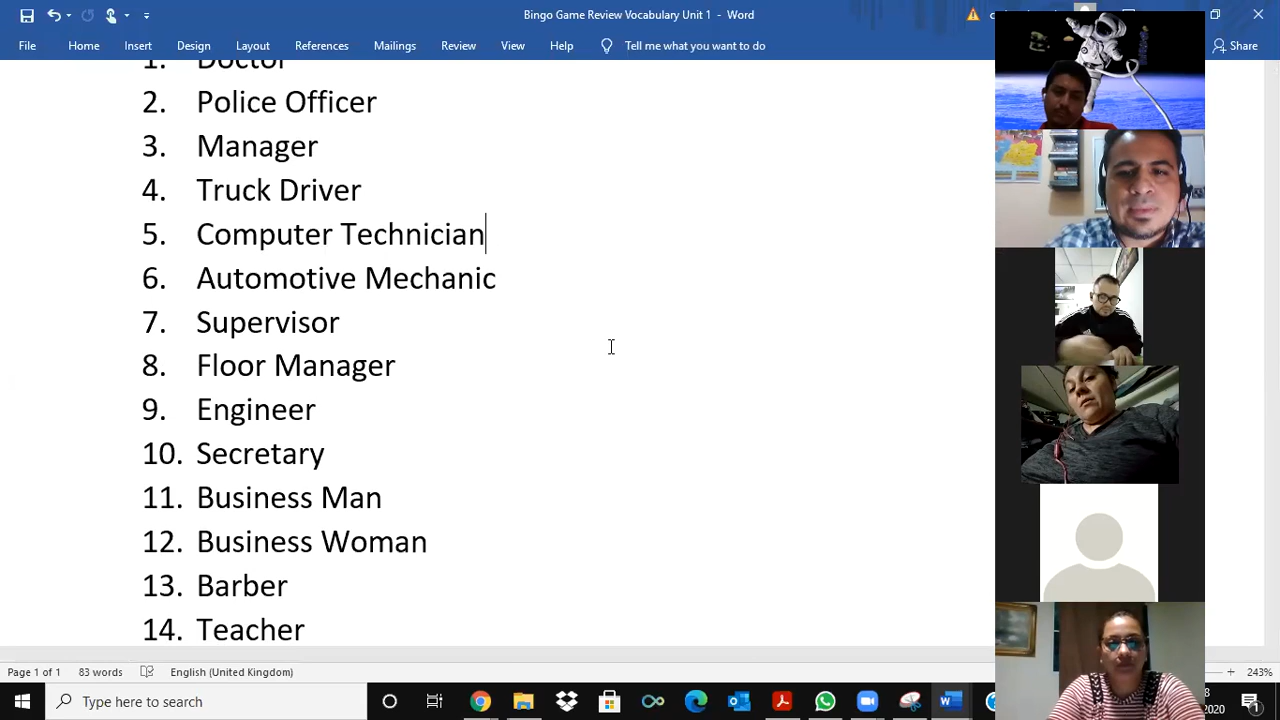 Bingo Game Review Vocabulary Unit 1 - Word
File Home Insert Design Layout References Mailings Review View Help Tell me what you want to do Share
1. Doctor
2. Police Officer
3. Manager
4. Truck Driver
5. Computer Technician
6. Automotive Mechanic
7. Supervisor
8. Floor Manager
9. Engineer
10. Secretary
11. Business Man
12. Business Woman
13. Barber
14. Teacher
Page 1 of 1 83 words English (United Kingdom) 243%
Type here to search
2020